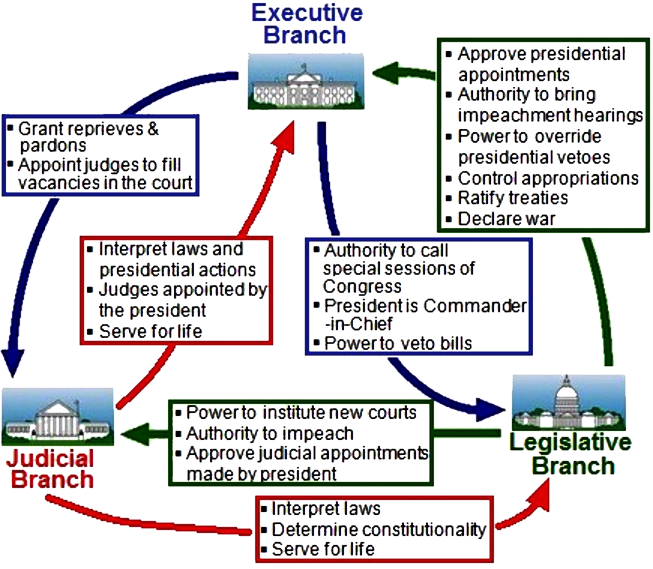 Executive
Branch
▪ Approve presidential
appointments
▪ Authority to bring
impeachment hearings
▪ Power to override
presidential vetoes
▪ Control appropriations
▪ Ratify treaties
▪ Declare war
▪ Grant reprieves &
pardons
▪ Appoint judges to fill
vacancies in the court
▪ Interpret laws and
presidential actions
▪ Judges appointed by
the president
▪ Serve for life
▪ Authority to call
special sessions of
Congress
▪ President is Commander
-in-Chief
▪ Power to veto bills
Judicial
Branch
▪ Power to institute new courts
▪ Authority to impeach
▪ Approve judicial appointments
made by president
Legislative
Branch
▪ Interpret laws
▪ Determine constitutionality
▪ Serve for life